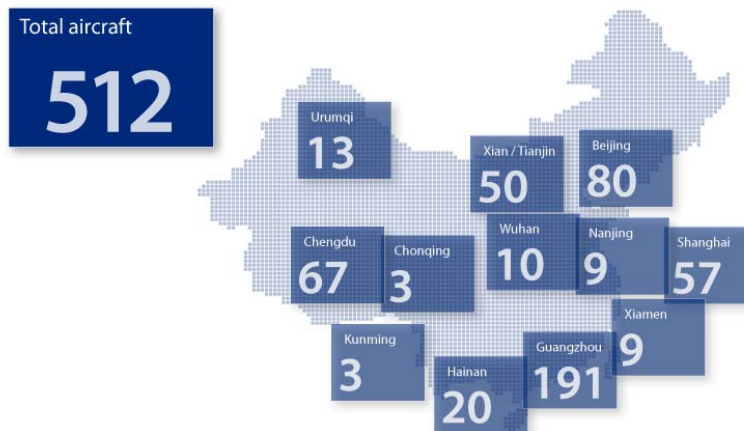 Total aircraft
512
Urumqi
13
Xian / Tianjin
50
Beijing
80
Chengdu
67
Chonqing
3
Wuhan
10
Nanjing
9
Shanghai
57
Kunming
3
Hainan
20
Guangzhou
191
Xiamen
9